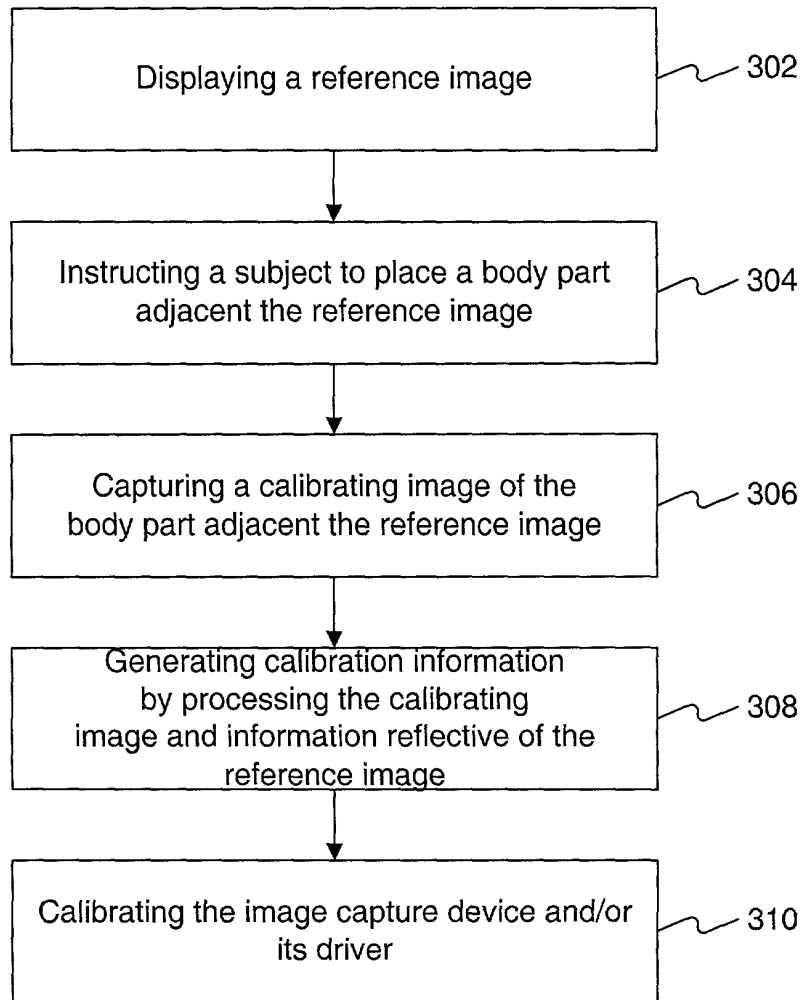 Displaying a reference image
302
Instructing a subject to place a body part
adjacent the reference image
304
Capturing a calibrating image of the
body part adjacent the reference image
306
Generating calibration information
by processing the calibrating
image and information reflective of the
reference image
308
Calibrating the image capture device and/or
its driver
310